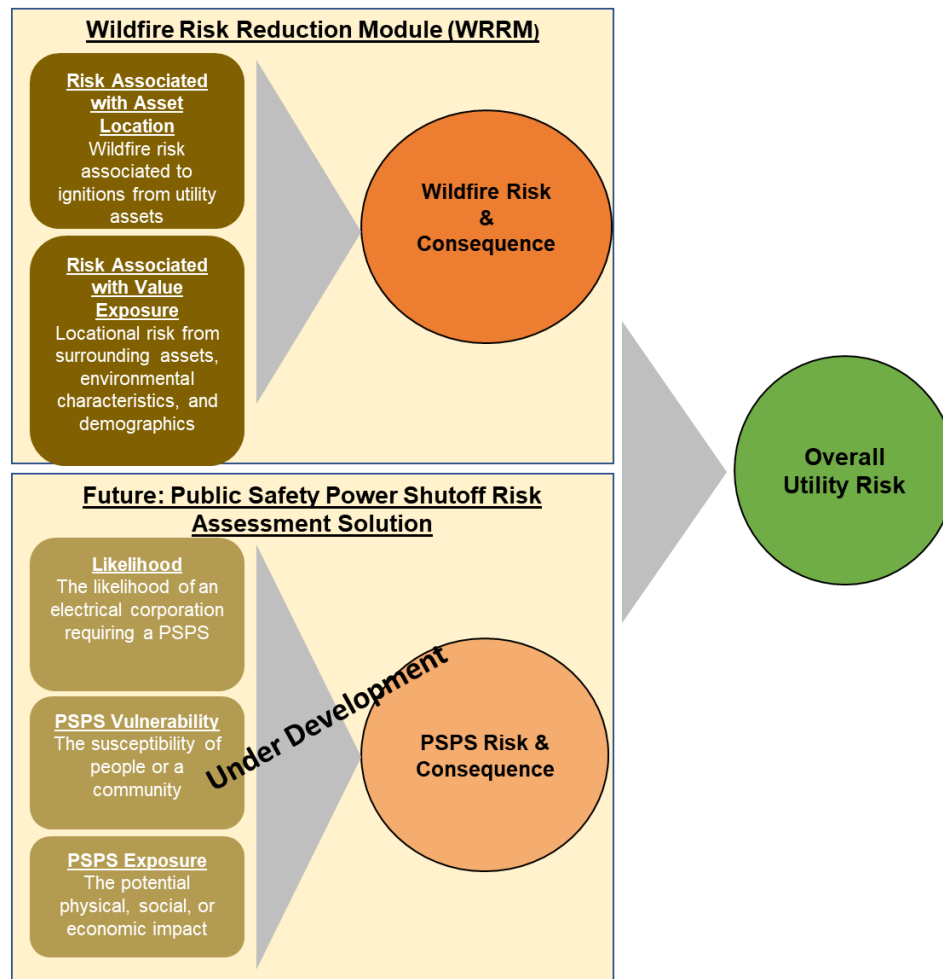 Wildfire Risk Reduction Module (WRRM)
Risk Associated
with Asset
Location
Wildfire risk
associated to
ignitions from utility
assets
Risk Associated
with Value
Exposure
Locational risk from
surrounding assets,
environmental
characteristics, and
demographics
Wildfire Risk
&
Consequence
Future: Public Safety Power Shutoff Risk
Assessment Solution
Likelihood
The likelihood of an
electrical corporation
requiring a PSPS
PSPS Vulnerability
The susceptibility of
people or a
community
PSPS Exposure
The potential
physical, social, or
economic impact
Under Development
PSPS Risk &
Consequence
Overall
Utility Risk